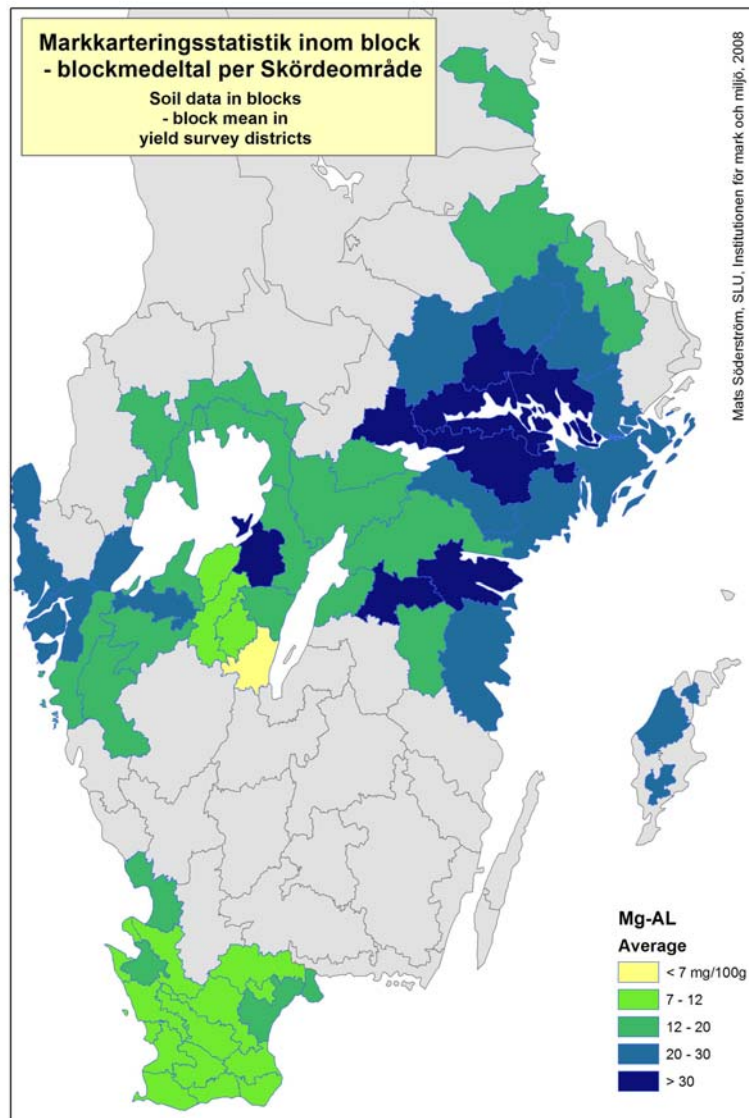 Markkarteringsstatistik inom block
- blockmedeltal per Skördeområde
Soil data in blocks
- block mean in
yield survey districts
Mats Söderström, SLU, Institutionen för mark och miljö, 2008
Mg-AL
Average
< 7 mg/100g
7 - 12
12 - 20
20 - 30
> 30